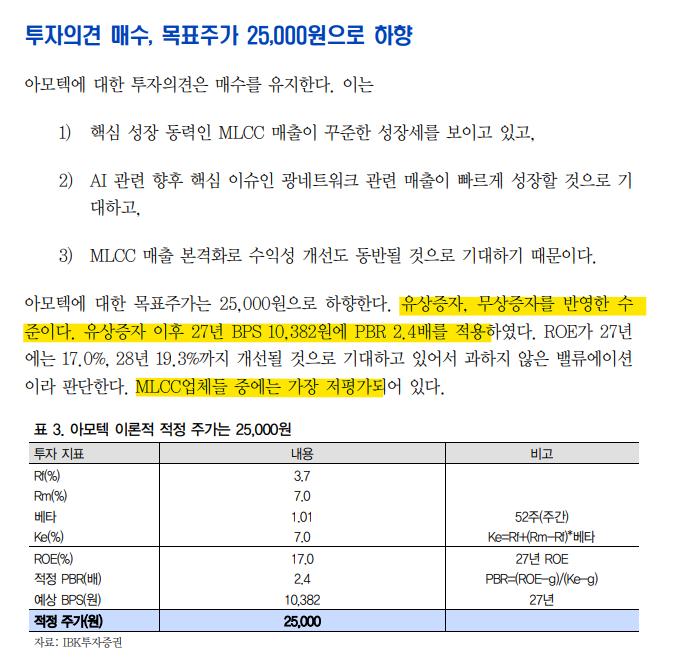 투자의견 매수, 목표주가 25,000원으로 하향
아모텍에 대한 투자의견은 매수를 유지한다. 이는
1) 핵심 성장 동력인 MLCC 매출이 꾸준한 성장세를 보이고 있고,
2) AI 관련 향후 핵심 이슈인 광네트워크 관련 매출이 빠르게 성장할 것으로 기
대하고,
3) MLCC 매출 본격화로 수익성 개선도 동반될 것으로 기대하기 때문이다.
아모텍에 대한 목표주가는 25,000원으로 하향한다. 유상증자, 무상증자를 반영한 수
준이다. 유상증자 이후 27년 BPS 10,382원에 PBR 2.4배를 적용하였다. ROE가 27년
에는 17.0%, 28년 19.3%까지 개선될 것으로 기대하고 있어서 과하지 않은 밸류에이션
이라 판단한다. MLCC업체들 중에는 가장 저평가되어 있다.
표 3. 아모텍 이론적 적정 주가는 25,000원
투자 지표 내용 비고
Rf(%) 3.7
Rm(%) 7.0
베타 1.01 52주(주간)
Ke(%) 7.0 Ke=Rf+(Rm-Rf)*베타
ROE(%) 17.0 27년 ROE
적정 PBR(배) 2.4 PBR=(ROE-g)/(Ke-g)
예상 BPS(원) 10,382 27년
적정 주가(원) 25,000
자료: IBK투자증권